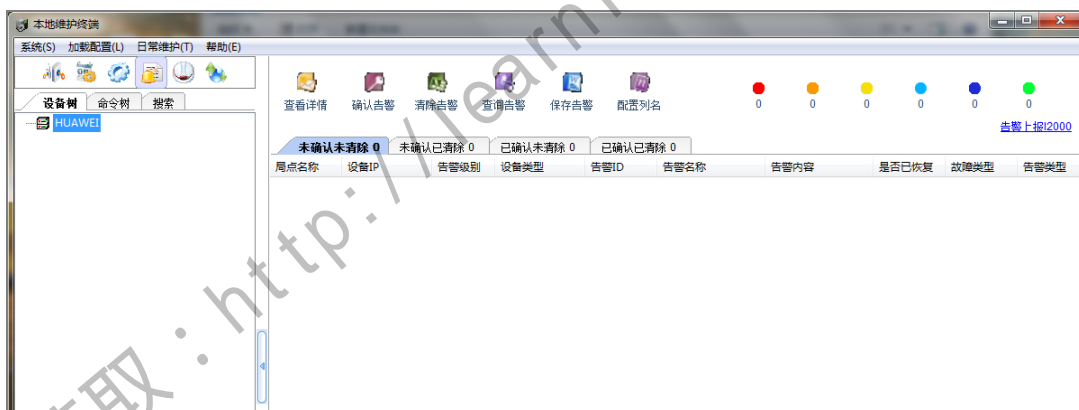 本地维护终端
系统(S) 加载配置(L) 日常维护(T) 帮助(E)
查看详情 确认告警 清除告警 查询告警 保存告警 配置列名
0 0 0 0 0 0
设备树 命令树 搜索
HUAWEI
告警上报I2000
未确认未清除 0 未确认已清除 0 已确认未清除 0 已确认已清除 0
局点名称 设备IP 告警级别 设备类型 告警ID 告警名称 告警内容 是否已恢复 故障类型 告警类型
取：http://learn